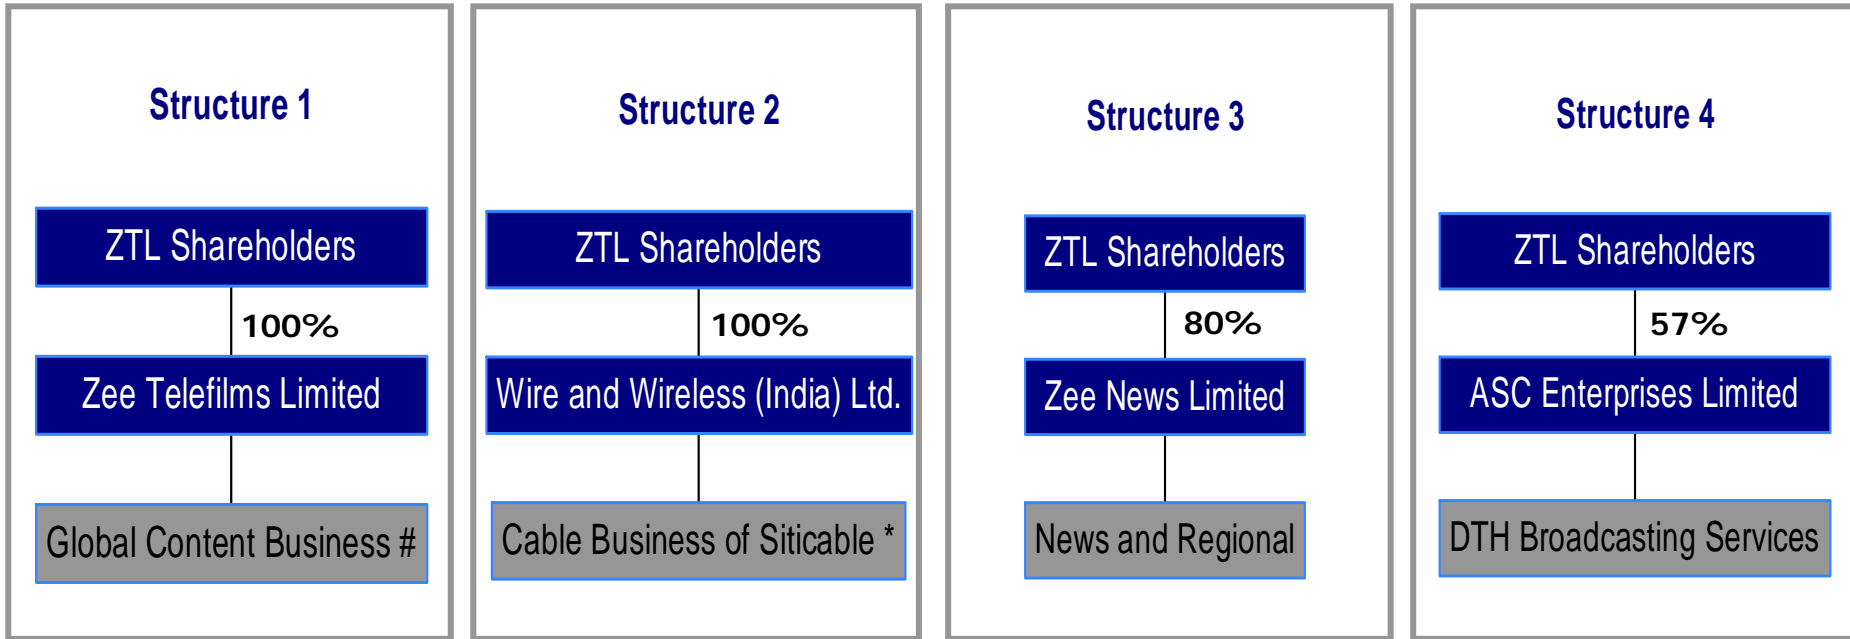 Structure 1
ZTL Shareholders
100%
Zee Telefilms Limited
Global Content Business #
Structure 2
ZTL Shareholders
100%
Wire and Wireless (India) Ltd.
Cable Business of Siticable *
Structure 3
ZTL Shareholders
80%
Zee News Limited
News and Regional
Structure 4
ZTL Shareholders
57%
ASC Enterprises Limited
DTH Broadcasting Services